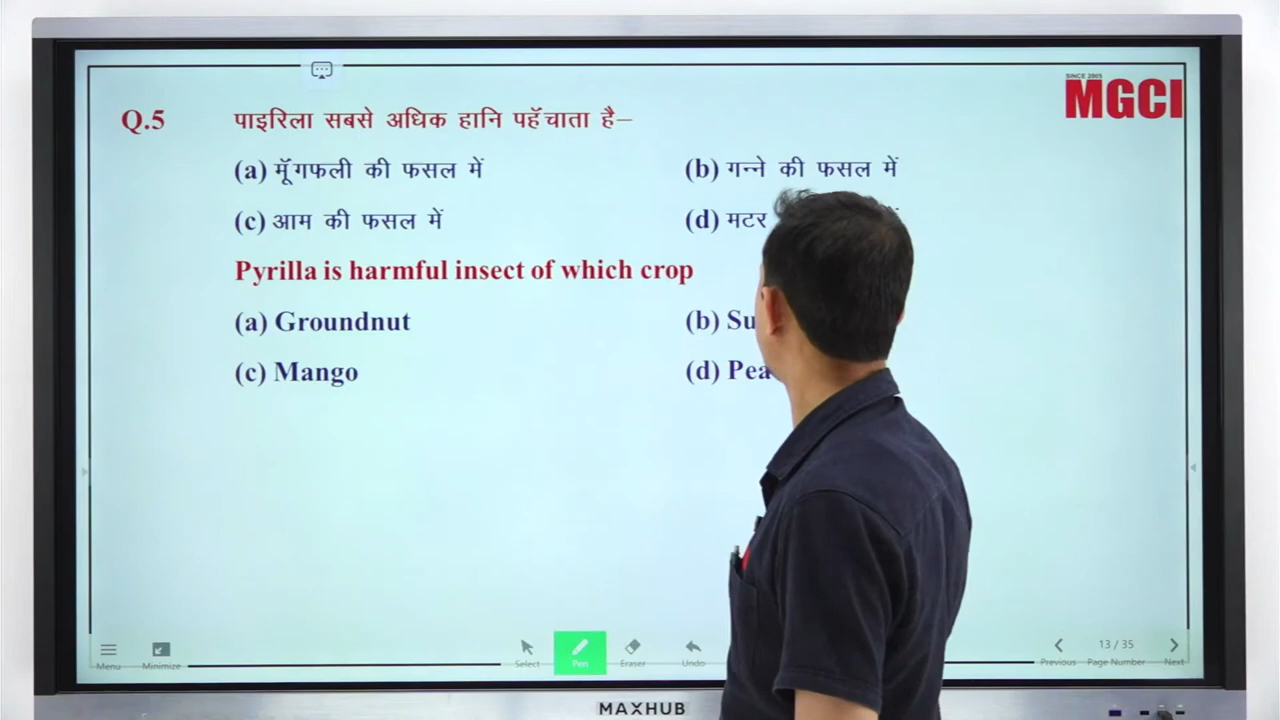 SINCE 2005
MGCI
Q.5 पाइरिला सबसे अधिक हानि पहॅुंचाता है–
(a) मॅूंगफली की फसल में (b) गन्ने की फसल में
(c) आम की फसल में (d) मटर
Pyrilla is harmful insect of which crop
(a) Groundnut (b) Su
(c) Mango (d) Pea
Menu Minimize Select Pen Eraser Undo Previous 13 / 35 Page Number Next
MAXHUB